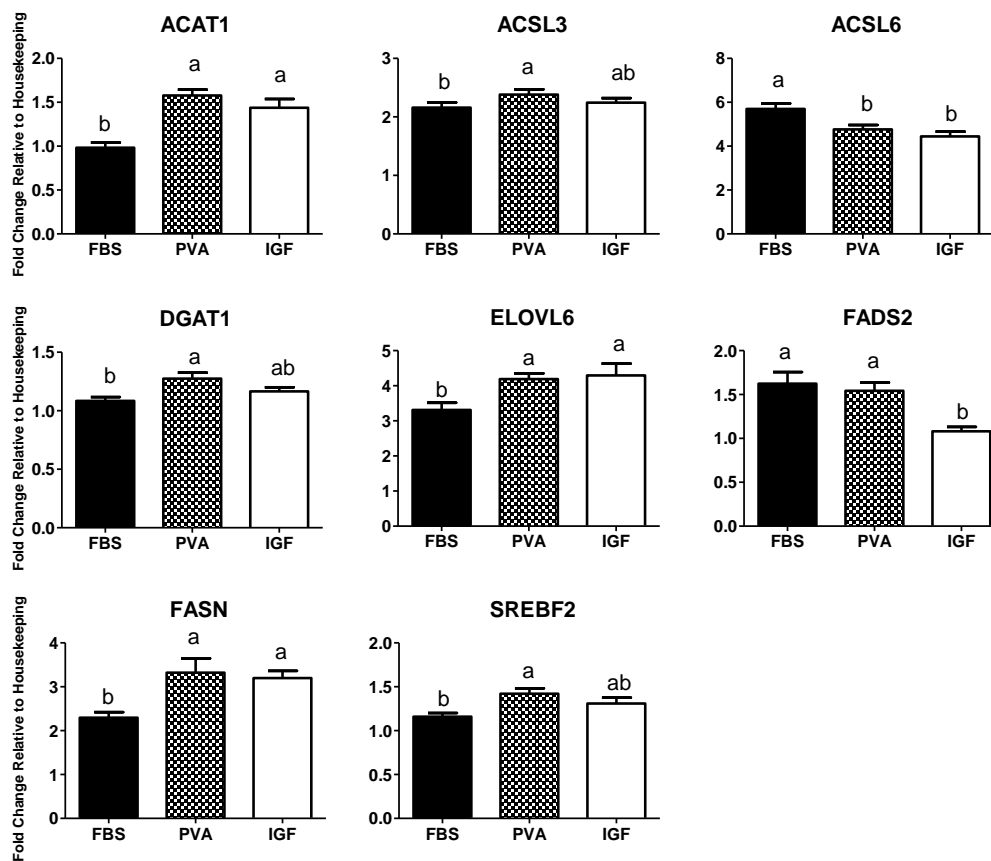 ACAT1
Fold Change Relative to Housekeeping
2.0
1.5
1.0
0.5
0.0
b
a
a
FBS PVA IGF
ACSL3
3
2
1
0
b
a
ab
FBS PVA IGF
ACSL6
8
6
4
2
0
a
b
b
FBS PVA IGF
DGAT1
Fold Change Relative to Housekeeping
1.5
1.0
0.5
0.0
b
a
ab
FBS PVA IGF
ELOVL6
5
4
3
2
1
0
b
a
a
FBS PVA IGF
FADS2
2.0
1.5
1.0
0.5
0.0
a
a
b
FBS PVA IGF
FASN
Fold Change Relative to Housekeeping
4
3
2
1
0
b
a
a
FBS PVA IGF
SREBF2
2.0
1.5
1.0
0.5
0.0
b
a
ab
FBS PVA IGF